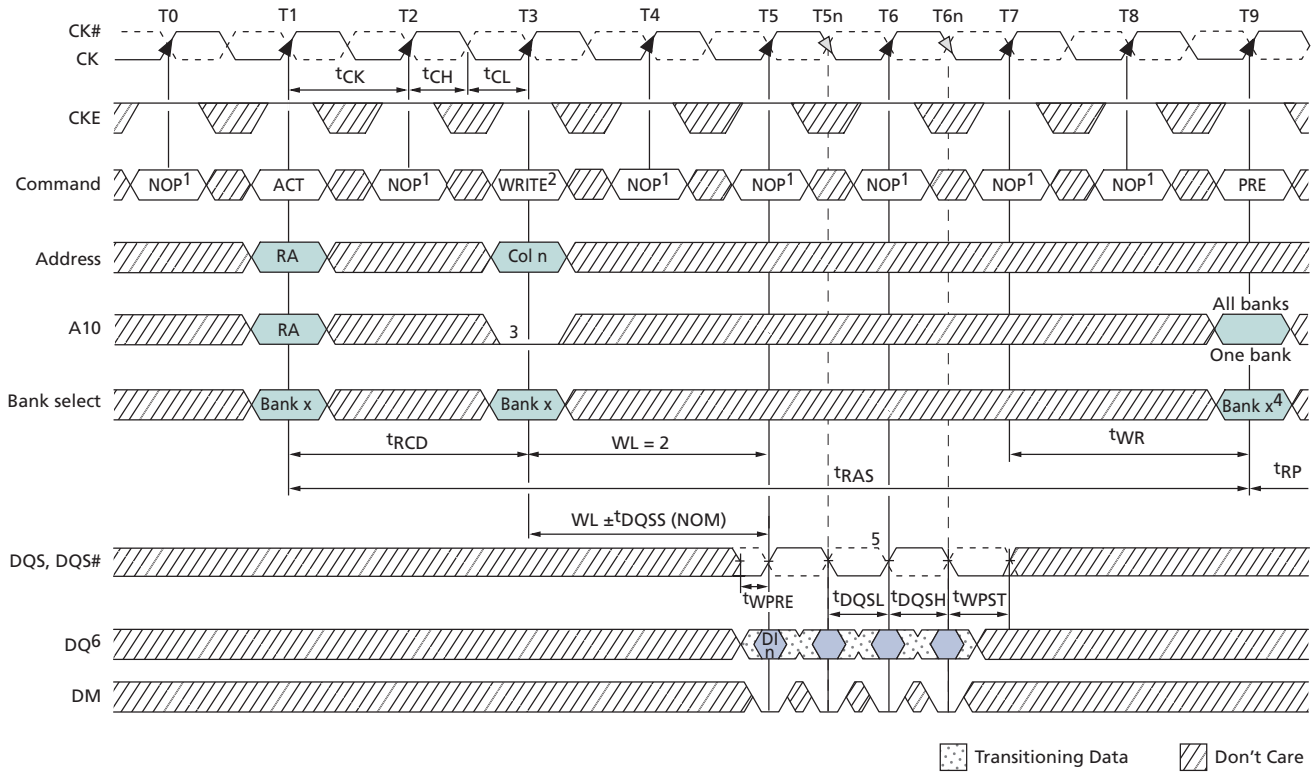 T0 T1 T2 T3 T4 T5 T5n T6 T6n T7 T8 T9
CK#
CK
tCK tCH tCL
CKE
Command NOP1 ACT NOP1 WRITE2 NOP1 NOP1 NOP1 NOP1 NOP1 PRE
Address RA Col n
All banks
A10 RA 3
One bank
Bank select Bank x Bank x Bank x4
tRCD WL = 2 tWR
tRAS tRP
WL ±tDQSS (NOM)
5
DQS, DQS#
tWPRE tDQSL tDQSH tWPST
DQ6 DI
n
DM
Transitioning Data Don't Care